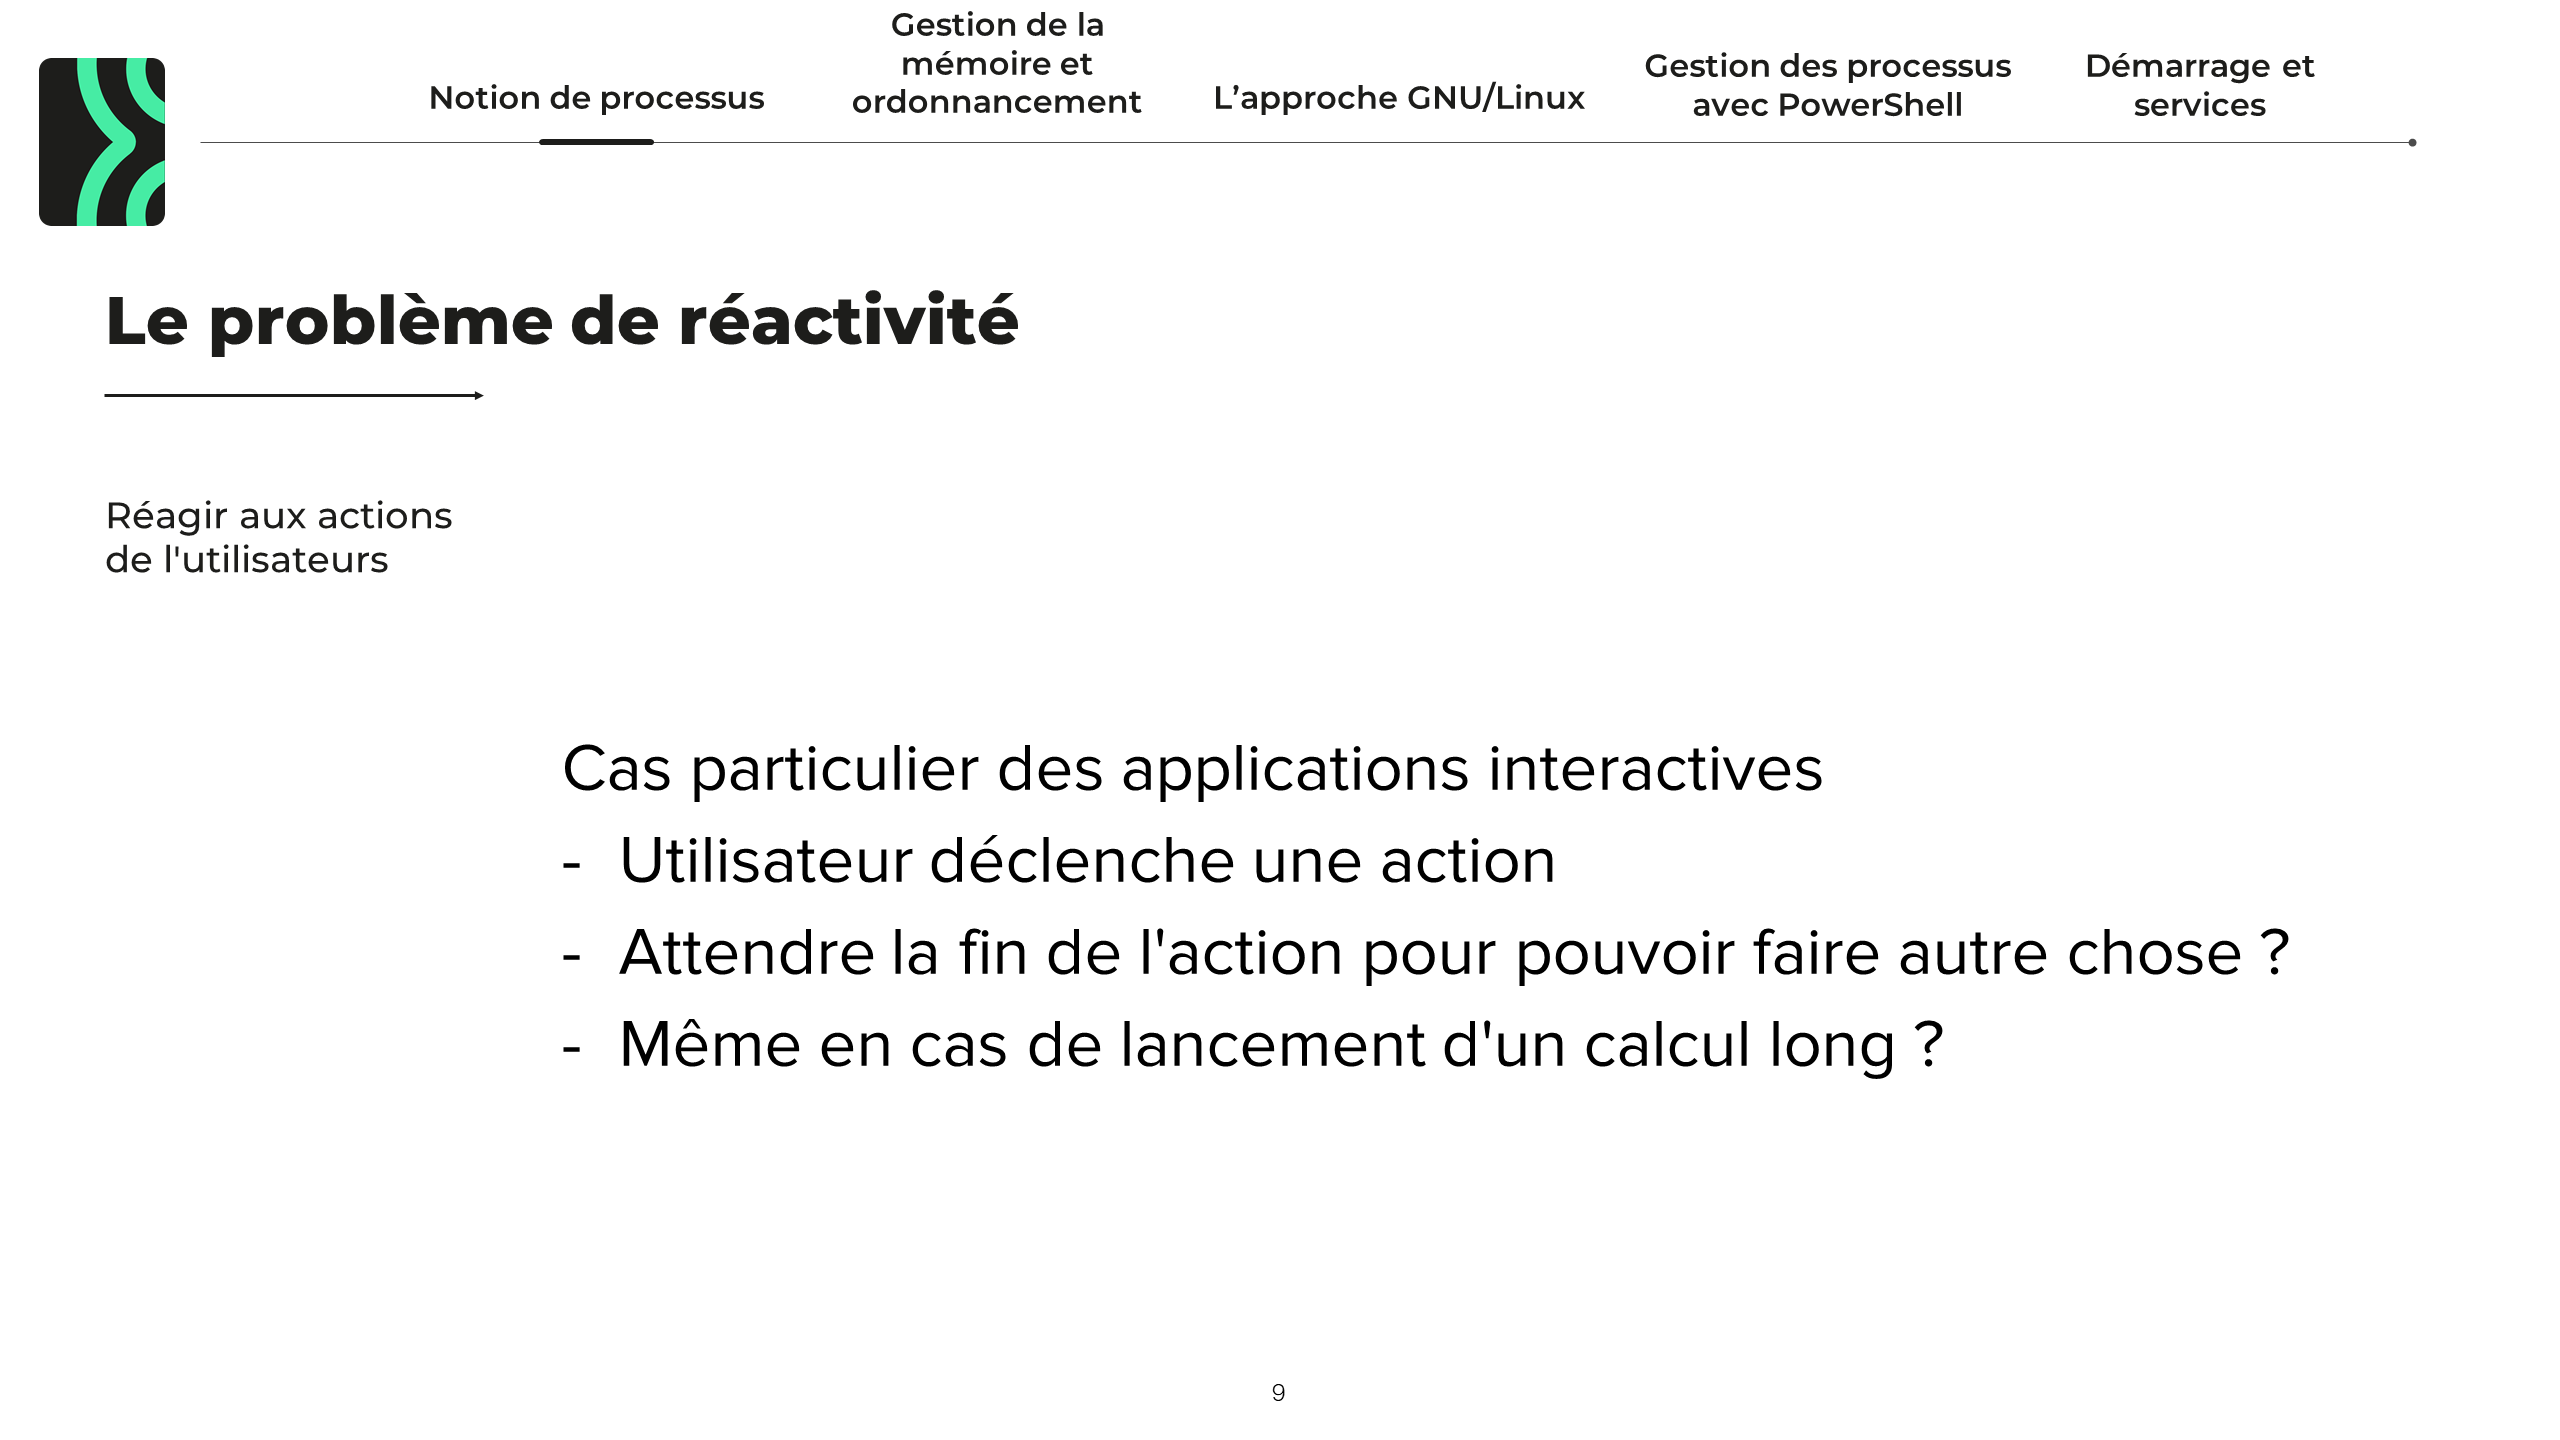 Notion de processus
Gestion de la
mémoire et
ordonnancement
L’approche GNU/Linux
Gestion des processus
avec PowerShell
Démarrage et
services
Le problème de réactivité
Réagir aux actions
de l'utilisateurs
Cas particulier des applications interactives
- Utilisateur déclenche une action
- Attendre la fin de l'action pour pouvoir faire autre chose ?
- Même en cas de lancement d'un calcul long ?
9